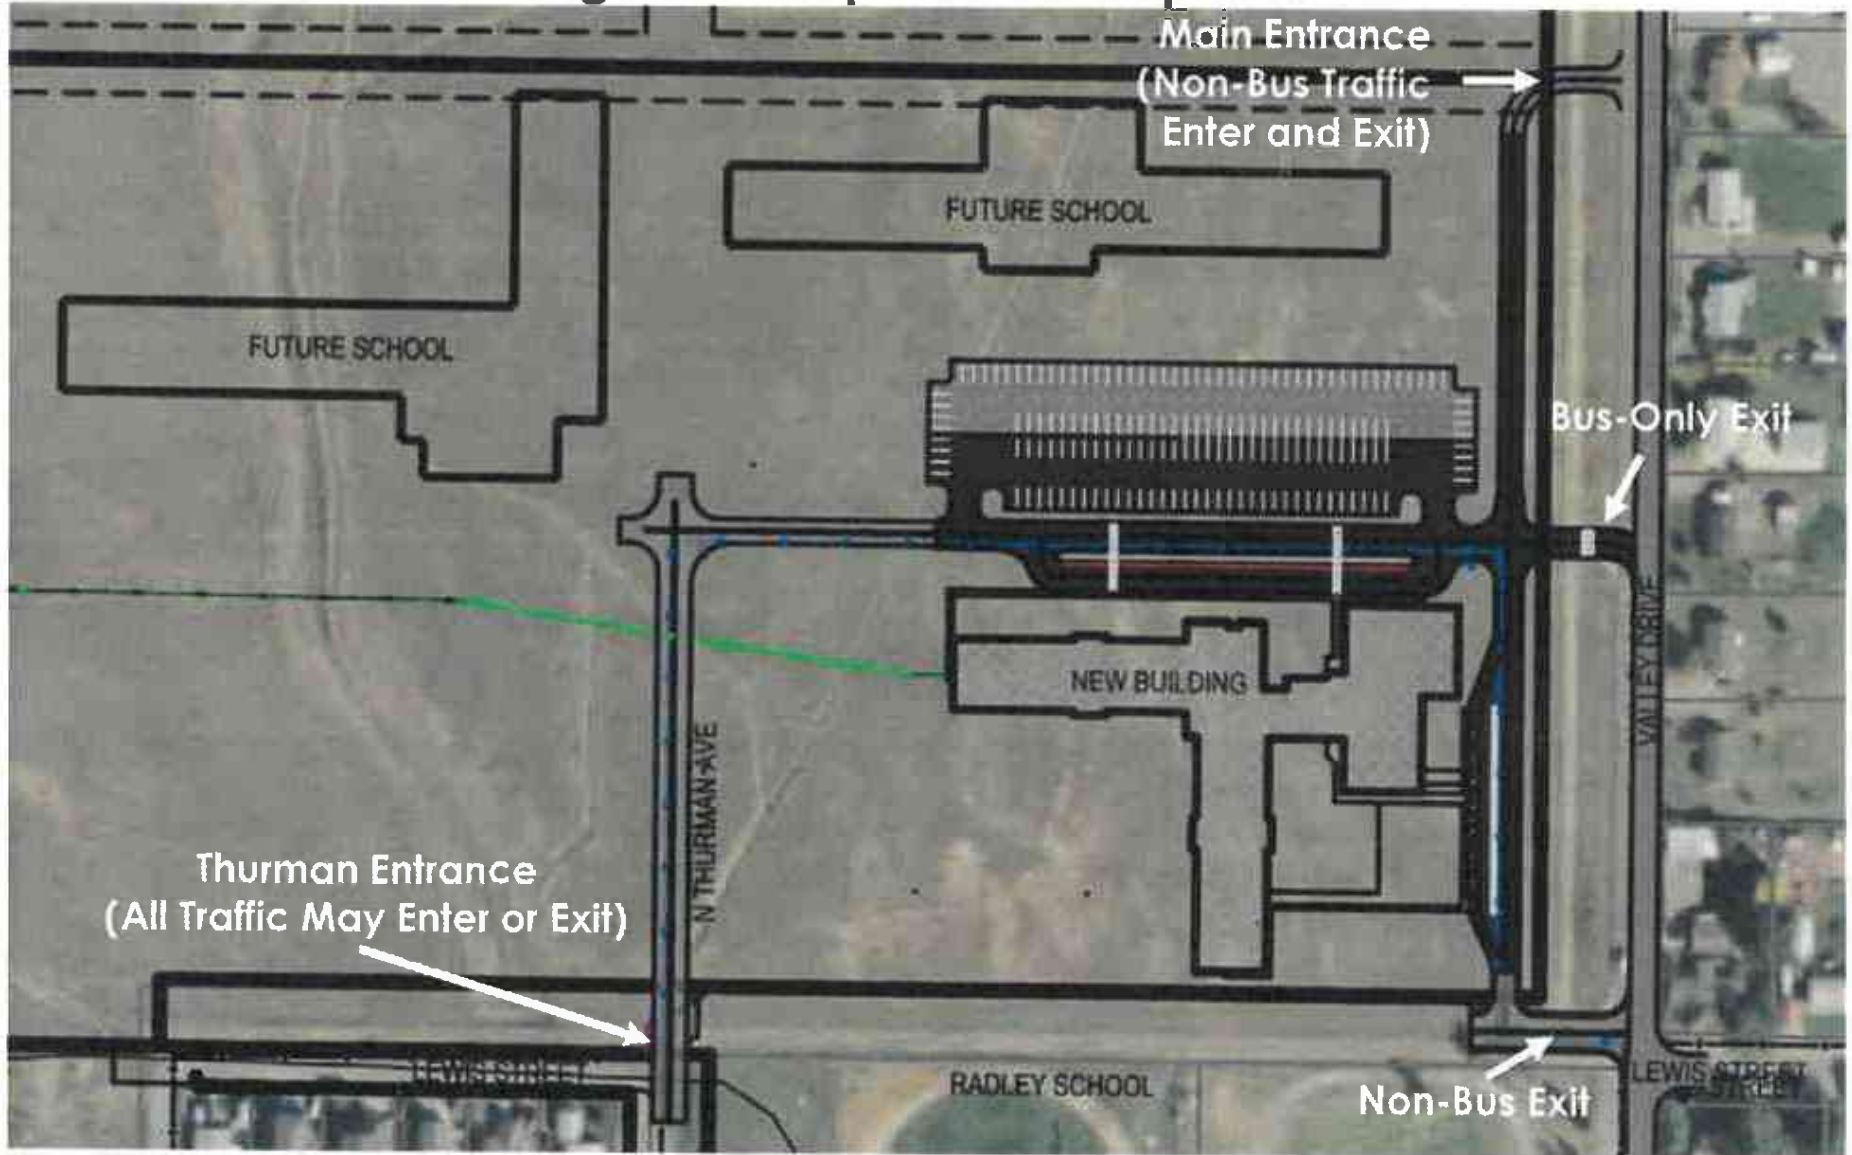 Main Entrance
(Non-Bus Traffic
Enter and Exit)
FUTURE SCHOOL
FUTURE SCHOOL
Bus-Only Exit
VALLEY DRIVE
NEW BUILDING
N THURMAN AVE
Thurman Entrance
(All Traffic May Enter or Exit)
LEWIS STREET
RADLEY SCHOOL
LEWIS STREET
STREET
Non-Bus Exit